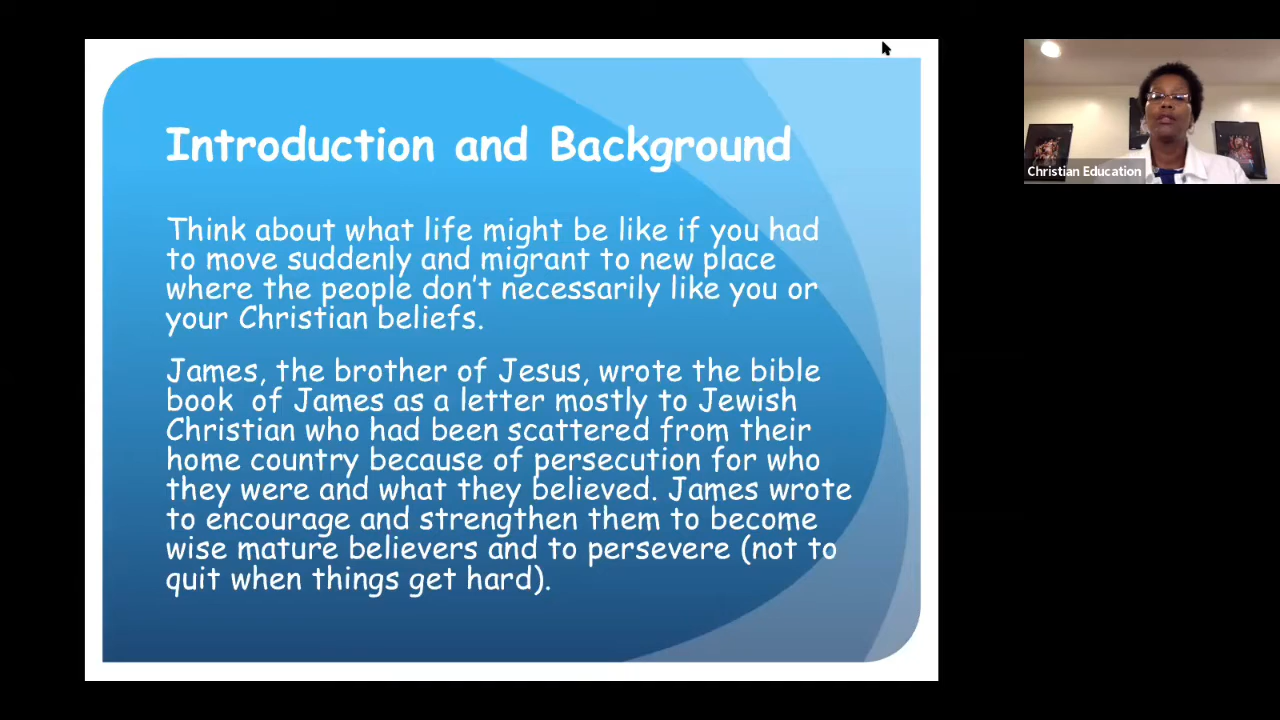 Introduction and Background
Think about what life might be like if you had
to move suddenly and migrant to new place
where the people don't necessarily like you or
your Christian beliefs.
James, the brother of Jesus, wrote the bible
book of James as a letter mostly to Jewish
Christian who had been scattered from their
home country because of persecution for who
they were and what they believed. James wrote
to encourage and strengthen them to become
wise mature believers and to persevere (not to
quit when things get hard).
Christian Education